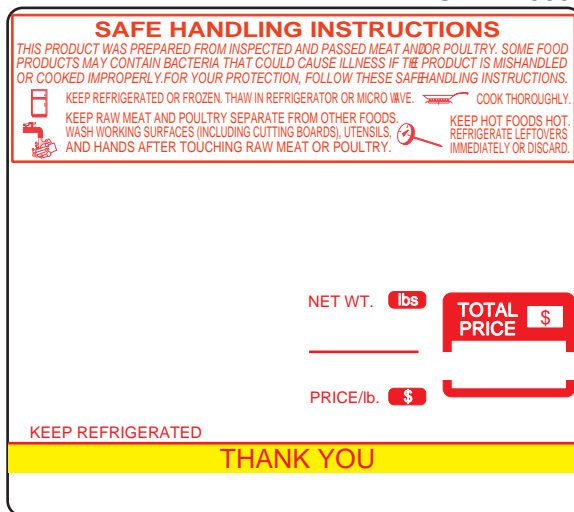 SAFE HANDLING INSTRUCTIONS
THIS PRODUCT WAS PREPARED FROM INSPECTED AND PASSED MEAT AND/OR POULTRY. SOME FOOD
PRODUCTS MAY CONTAIN BACTERIA THAT COULD CAUSE ILLNESS IF THE PRODUCT IS MISHANDLED
OR COOKED IMPROPERLY.FOR YOUR PROTECTION, FOLLOW THESE SAFE HANDLING INSTRUCTIONS.
KEEP REFRIGERATED OR FROZEN. THAW IN REFRIGERATOR OR MICRO WAVE.
COOK THOROUGHLY.
KEEP RAW MEAT AND POULTRY SEPARATE FROM OTHER FOODS.
WASH WORKING SURFACES (INCLUDING CUTTING BOARDS), UTENSILS,
AND HANDS AFTER TOUCHING RAW MEAT OR POULTRY.
KEEP HOT FOODS HOT.
REFRIGERATE LEFTOVERS
IMMEDIATELY OR DISCARD.
NET WT. lbs
TOTAL
PRICE $
PRICE/lb. $
KEEP REFRIGERATED
THANK YOU